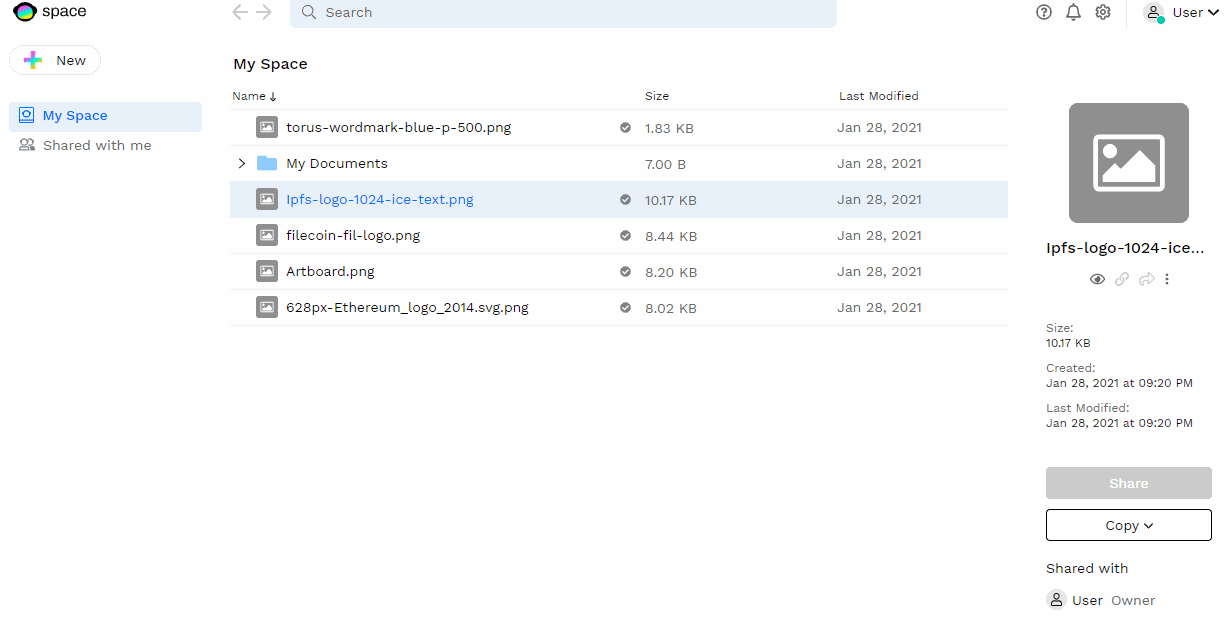 space
Search
User
New
My Space
Shared with me
My Space
Name Size Last Modified
torus-wordmark-blue-p-500.png 1.83 KB Jan 28, 2021
My Documents 7.00 B Jan 28, 2021
Ipfs-logo-1024-ice-text.png 10.17 KB Jan 28, 2021
filecoin-fil-logo.png 8.44 KB Jan 28, 2021
Artboard.png 8.20 KB Jan 28, 2021
628px-Ethereum_logo_2014.svg.png 8.02 KB Jan 28, 2021
Ipfs-logo-1024-ice...
Size:
10.17 KB
Created:
Jan 28, 2021 at 09:20 PM
Last Modified:
Jan 28, 2021 at 09:20 PM
Share
Copy
Shared with
User Owner